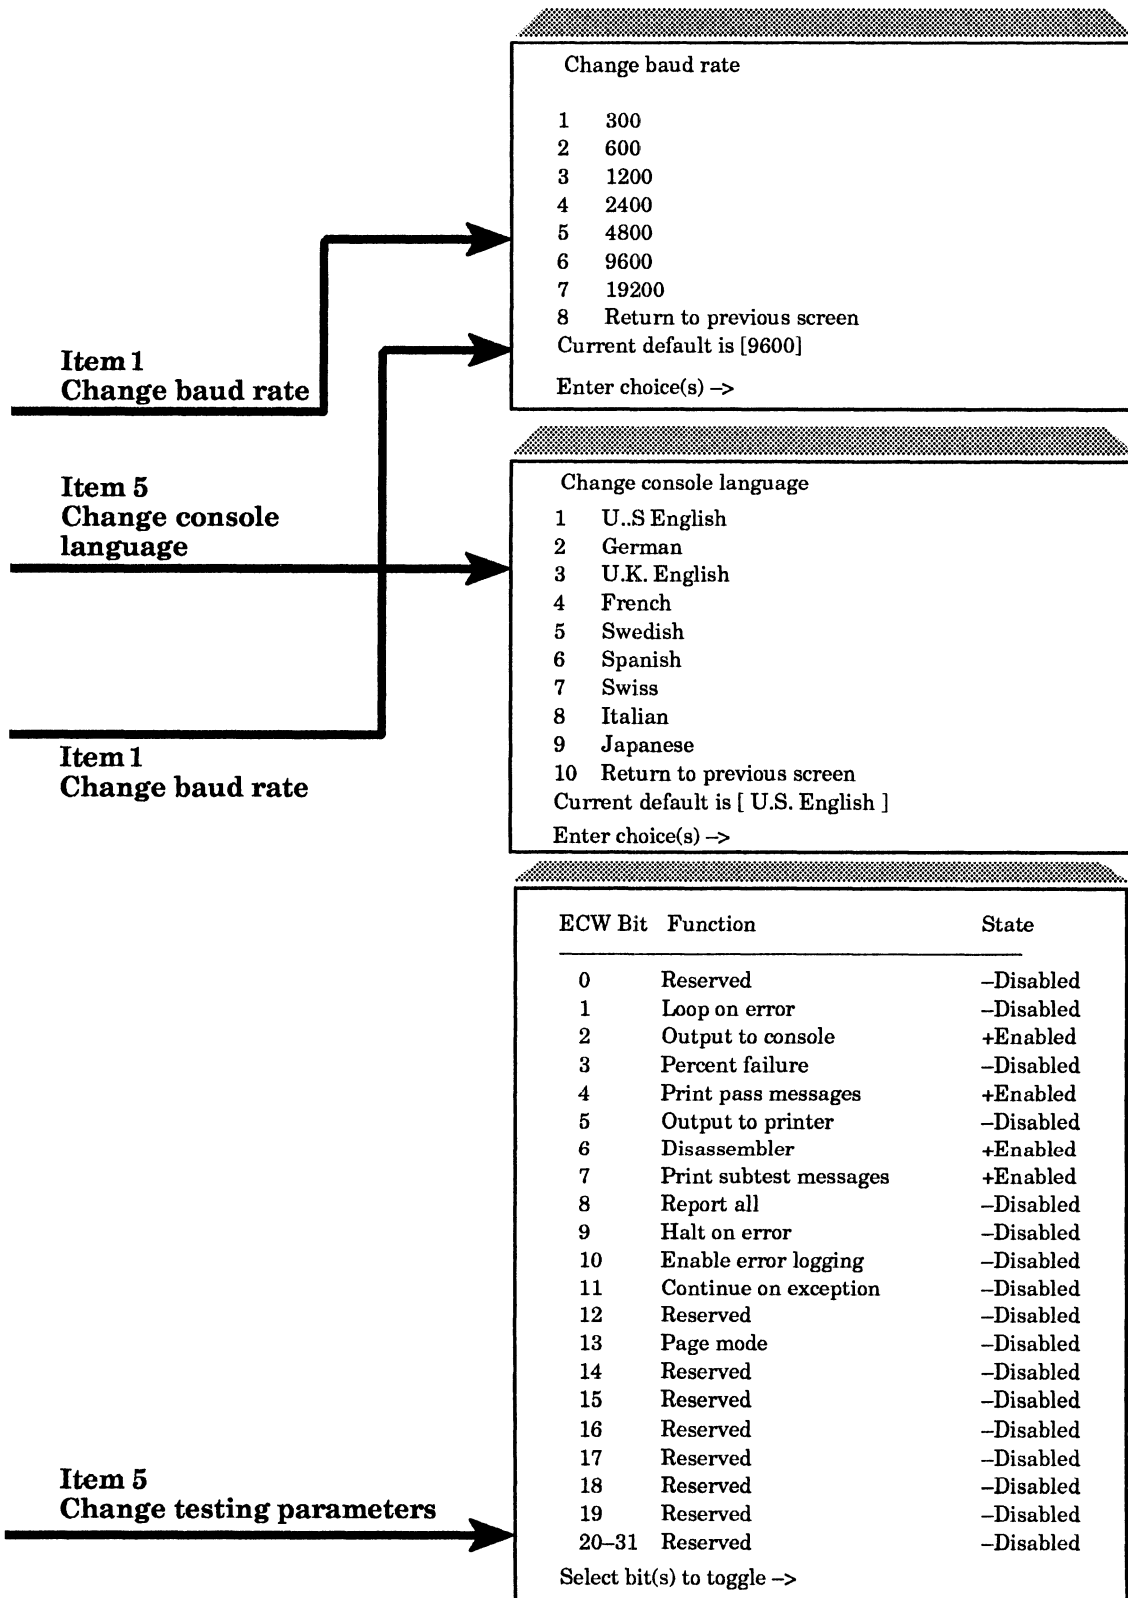 Change baud rate
1 300
2 600
3 1200
4 2400
5 4800
6 9600
7 19200
8 Return to previous screen
Current default is [9600]
Enter choice(s) –>
Item 1
Change baud rate
Item 5
Change console
language
Change console language
1 U..S English
2 German
3 U.K. English
4 French
5 Swedish
6 Spanish
7 Swiss
8 Italian
9 Japanese
10 Return to previous screen
Current default is [ U.S. English ]
Enter choice(s) –>
Item 1
Change baud rate
ECW Bit Function State
0 Reserved –Disabled
1 Loop on error –Disabled
2 Output to console +Enabled
3 Percent failure –Disabled
4 Print pass messages +Enabled
5 Output to printer –Disabled
6 Disassembler +Enabled
7 Print subtest messages +Enabled
8 Report all –Disabled
9 Halt on error –Disabled
10 Enable error logging –Disabled
11 Continue on exception –Disabled
12 Reserved –Disabled
13 Page mode –Disabled
14 Reserved –Disabled
15 Reserved –Disabled
16 Reserved –Disabled
17 Reserved –Disabled
18 Reserved –Disabled
19 Reserved –Disabled
20–31 Reserved –Disabled
Select bit(s) to toggle –>
Item 5
Change testing parameters